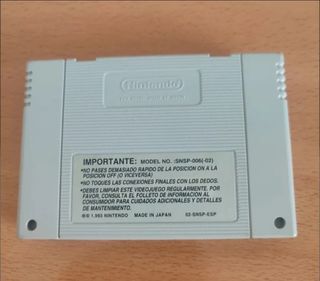 Nintendo
IMPORTANTE: MODEL NO. :SNSP-006(-02)
•NO PASES DEMASIADO RAPIDO DE LA POSICION ON A LA
POSICION OFF (O VICEVERSA)
•NO TOQUES LAS CONEXIONES FINALES CON LOS DEDOS.
•DEBES LIMPIAR ESTE VIDEOJUEGO REGULARMENTE. POR
FAVOR, CONSULTA EL FOLLETO DE INFORMACION AL
CONSUMIDOR PARA CUIDADOS ADICIONALES Y DETALLES
DE MANTENIMIENTO.
1.993 NINTENDO MADE IN JAPAN 03-SNSP-ESP